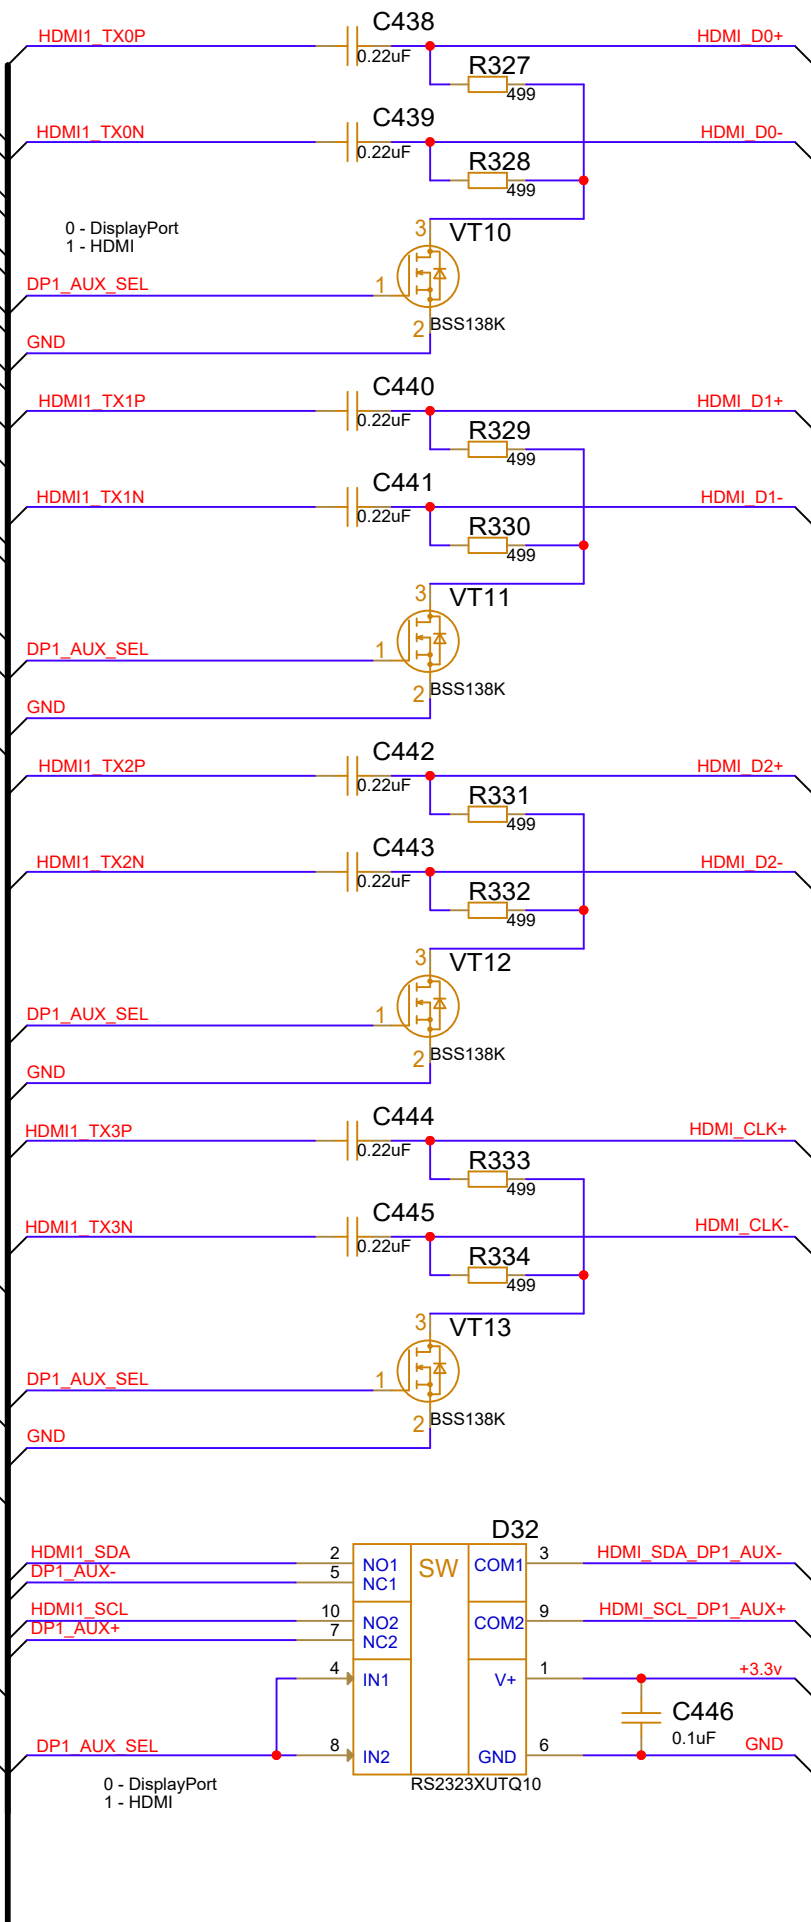 C438
HDMI1_TX0P
HDMI_D0+
0.22uF
R327
499
C439
HDMI1_TX0N
HDMI_D0-
0.22uF
R328
499
0 - DisplayPort
1 - HDMI
3
VT10
DP1_AUX_SEL
1
2
BSS138K
GND
C440
HDMI1_TX1P
HDMI_D1+
0.22uF
R329
499
C441
HDMI1_TX1N
HDMI_D1-
0.22uF
R330
499
3
VT11
DP1_AUX_SEL
1
2
BSS138K
GND
C442
HDMI1_TX2P
HDMI_D2+
0.22uF
R331
499
C443
HDMI1_TX2N
HDMI_D2-
0.22uF
R332
499
3
VT12
DP1_AUX_SEL
1
2
BSS138K
GND
C444
HDMI1_TX3P
HDMI_CLK+
0.22uF
R333
499
C445
HDMI1_TX3N
HDMI_CLK-
0.22uF
R334
499
3
VT13
DP1_AUX_SEL
1
2
BSS138K
GND
D32
HDMI1_SDA
2
NO1
SW
COM1
3
HDMI_SDA_DP1_AUX-
DP1_AUX-
5
NC1
HDMI1_SCL
10
NO2
COM2
9
HDMI_SCL_DP1_AUX+
DP1_AUX+
7
NC2
4
IN1
V+
1
+3.3v
C446
0.1uF
DP1_AUX_SEL
8
IN2
GND
6
GND
RS2323XUTQ10
0 - DisplayPort
1 - HDMI